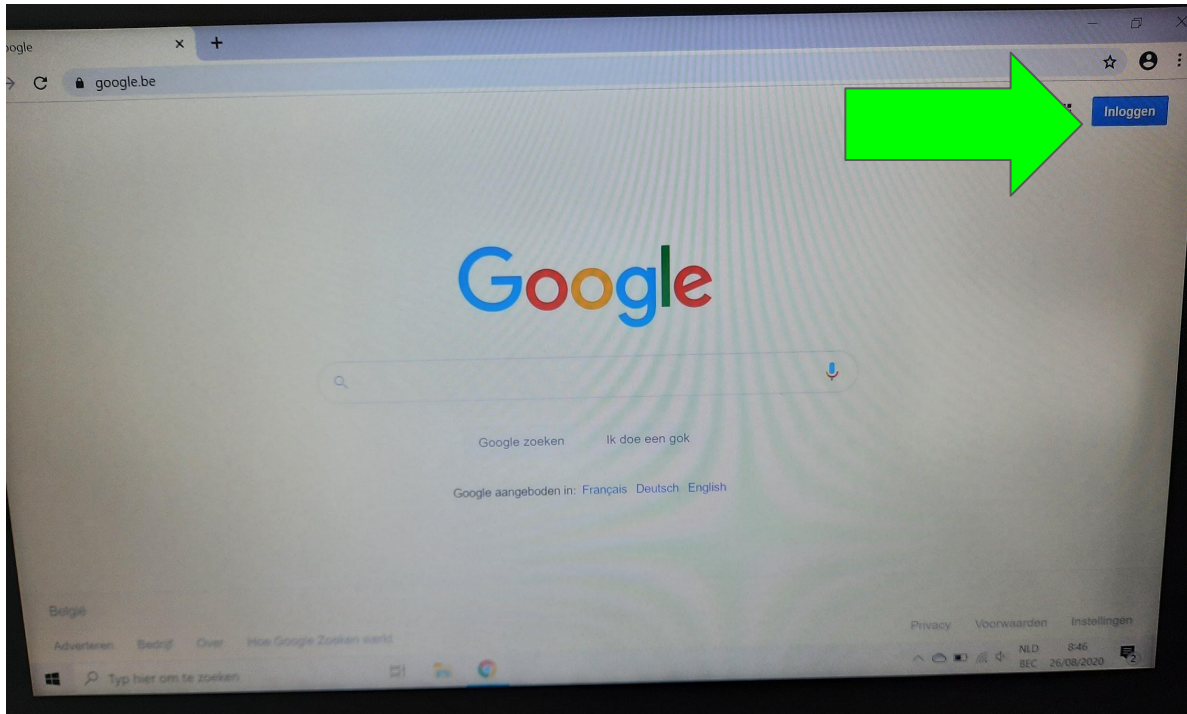 oogle
google.be
Inloggen
Google
Google zoeken Ik doe een gok
Google aangeboden in: Français Deutsch English
België
Adverteren Bedrijf Over Hoe Google Zoeken werkt
Privacy Voorwaarden Instellingen
Typ hier om te zoeken
NLD 8:46
BEC 26/08/2020
2